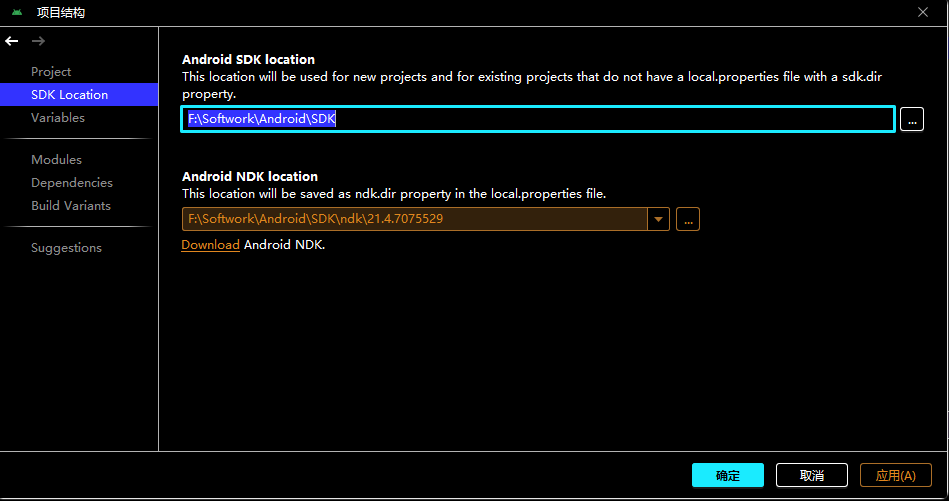 项目结构
Project
SDK Location
Variables
Modules
Dependencies
Build Variants
Suggestions
Android SDK location
This location will be used for new projects and for existing projects that do not have a local.properties file with a sdk.dir
property.
F:\Softwork\Android\SDK
...
Android NDK location
This location will be saved as ndk.dir property in the local.properties file.
F:\Softwork\Android\SDK\ndk\21.4.7075529
...
Download Android NDK.
确定
取消
应用(A)